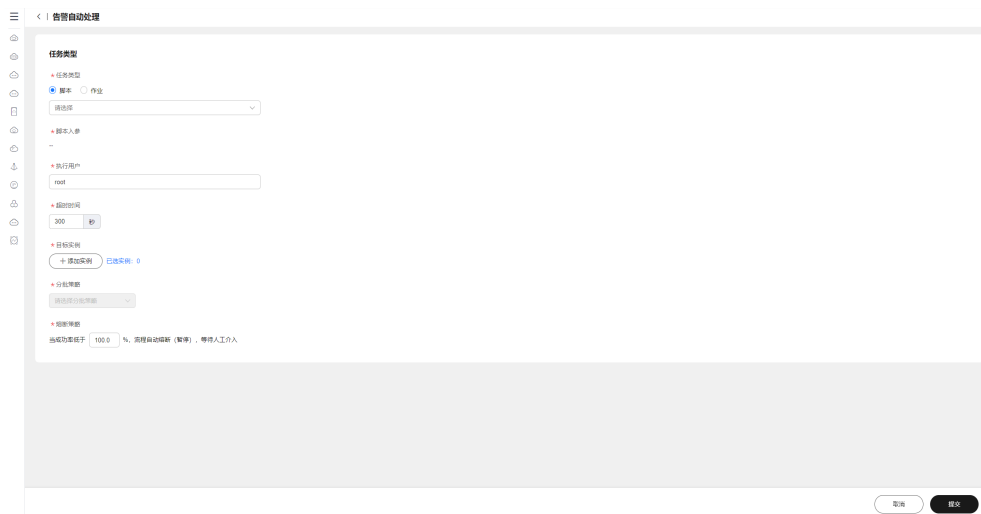 告警自动处理
任务类型
* 任务类型
脚本 作业
请选择
* 脚本入参
--
* 执行用户
root
* 超时时间
300 秒
* 目标实例
+ 添加实例 已选实例：0
* 分批策略
请选择分批策略
* 熔断策略
当成功率低于 100.0 %，流程自动熔断（暂停），等待人工介入
取消 提交